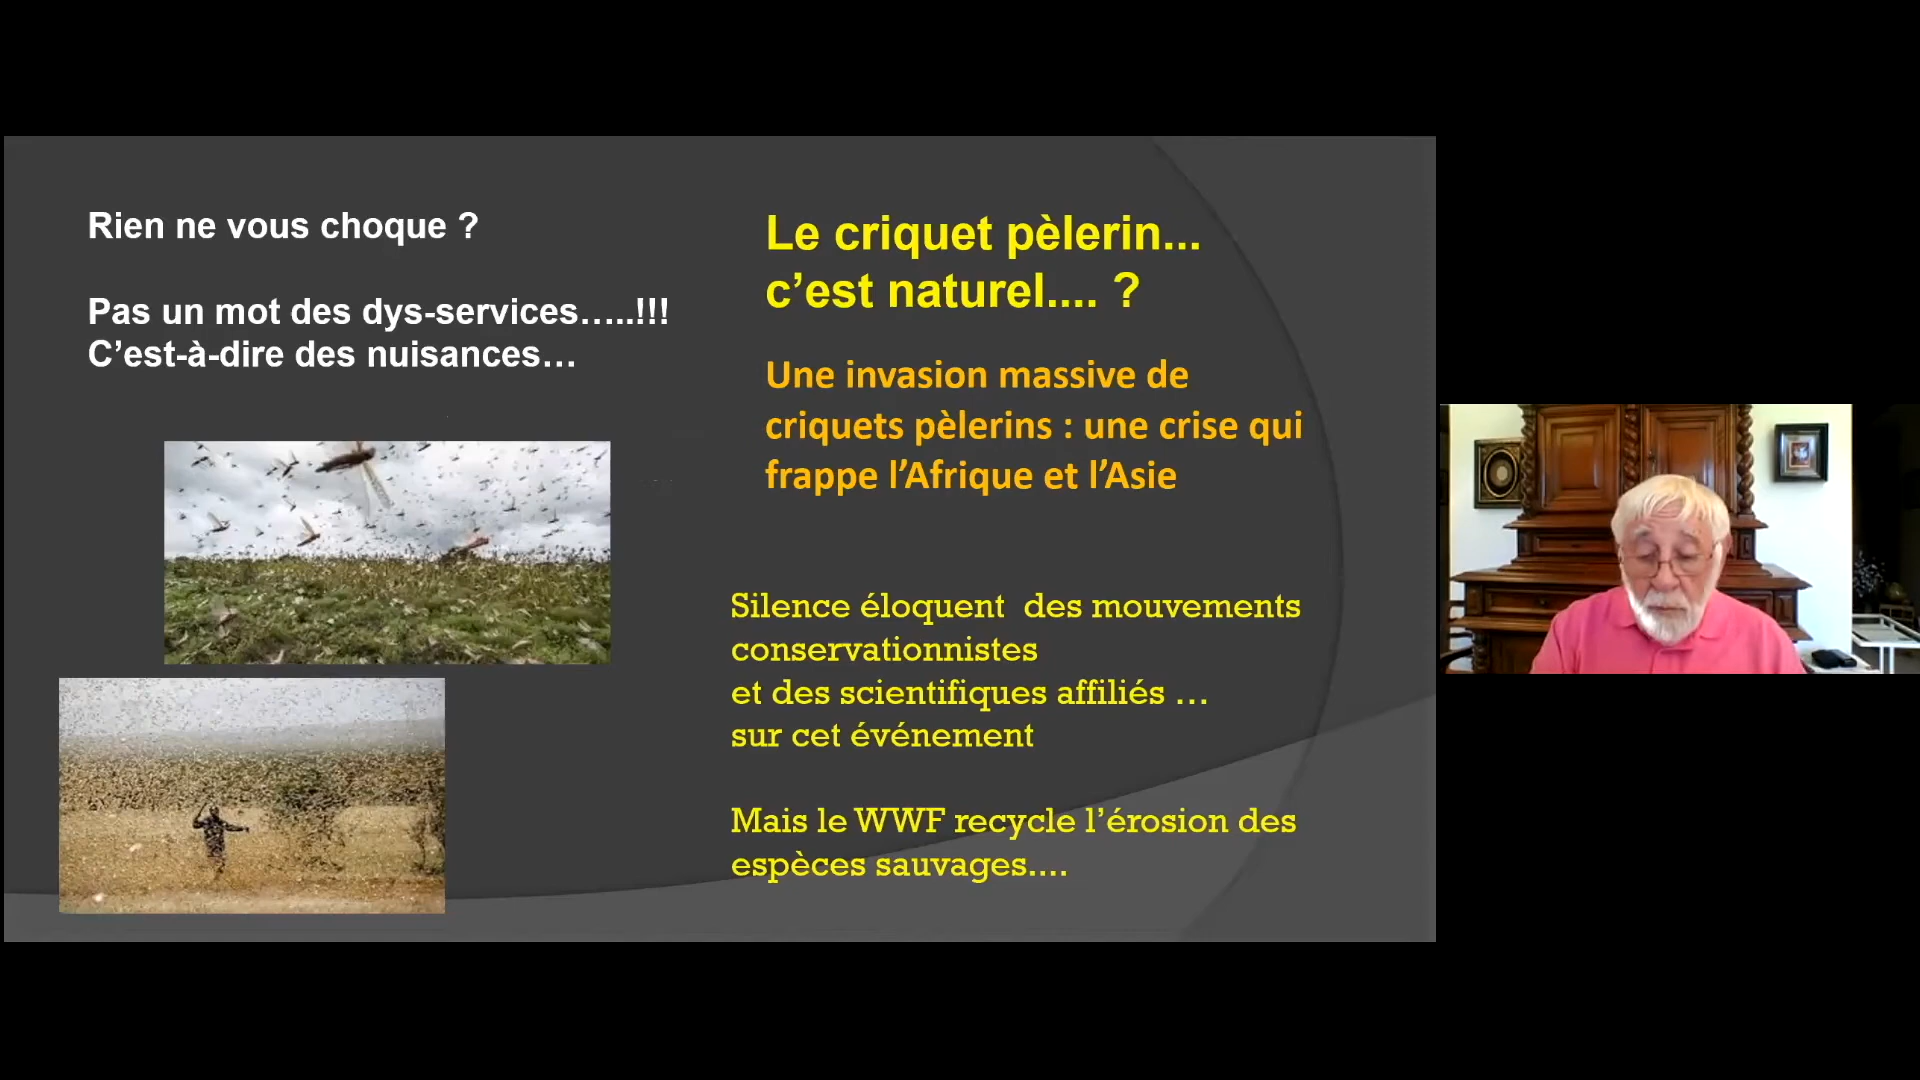 Rien ne vous choque ?
Pas un mot des dys-services…..!!!
C’est-à-dire des nuisances…
Le criquet pèlerin...
c’est naturel.... ?
Une invasion massive de
criquets pèlerins : une crise qui
frappe l’Afrique et l’Asie
Silence éloquent  des mouvements
conservationnistes
et des scientifiques affiliés …
sur cet événement
Mais le WWF recycle l’érosion des
espèces sauvages....